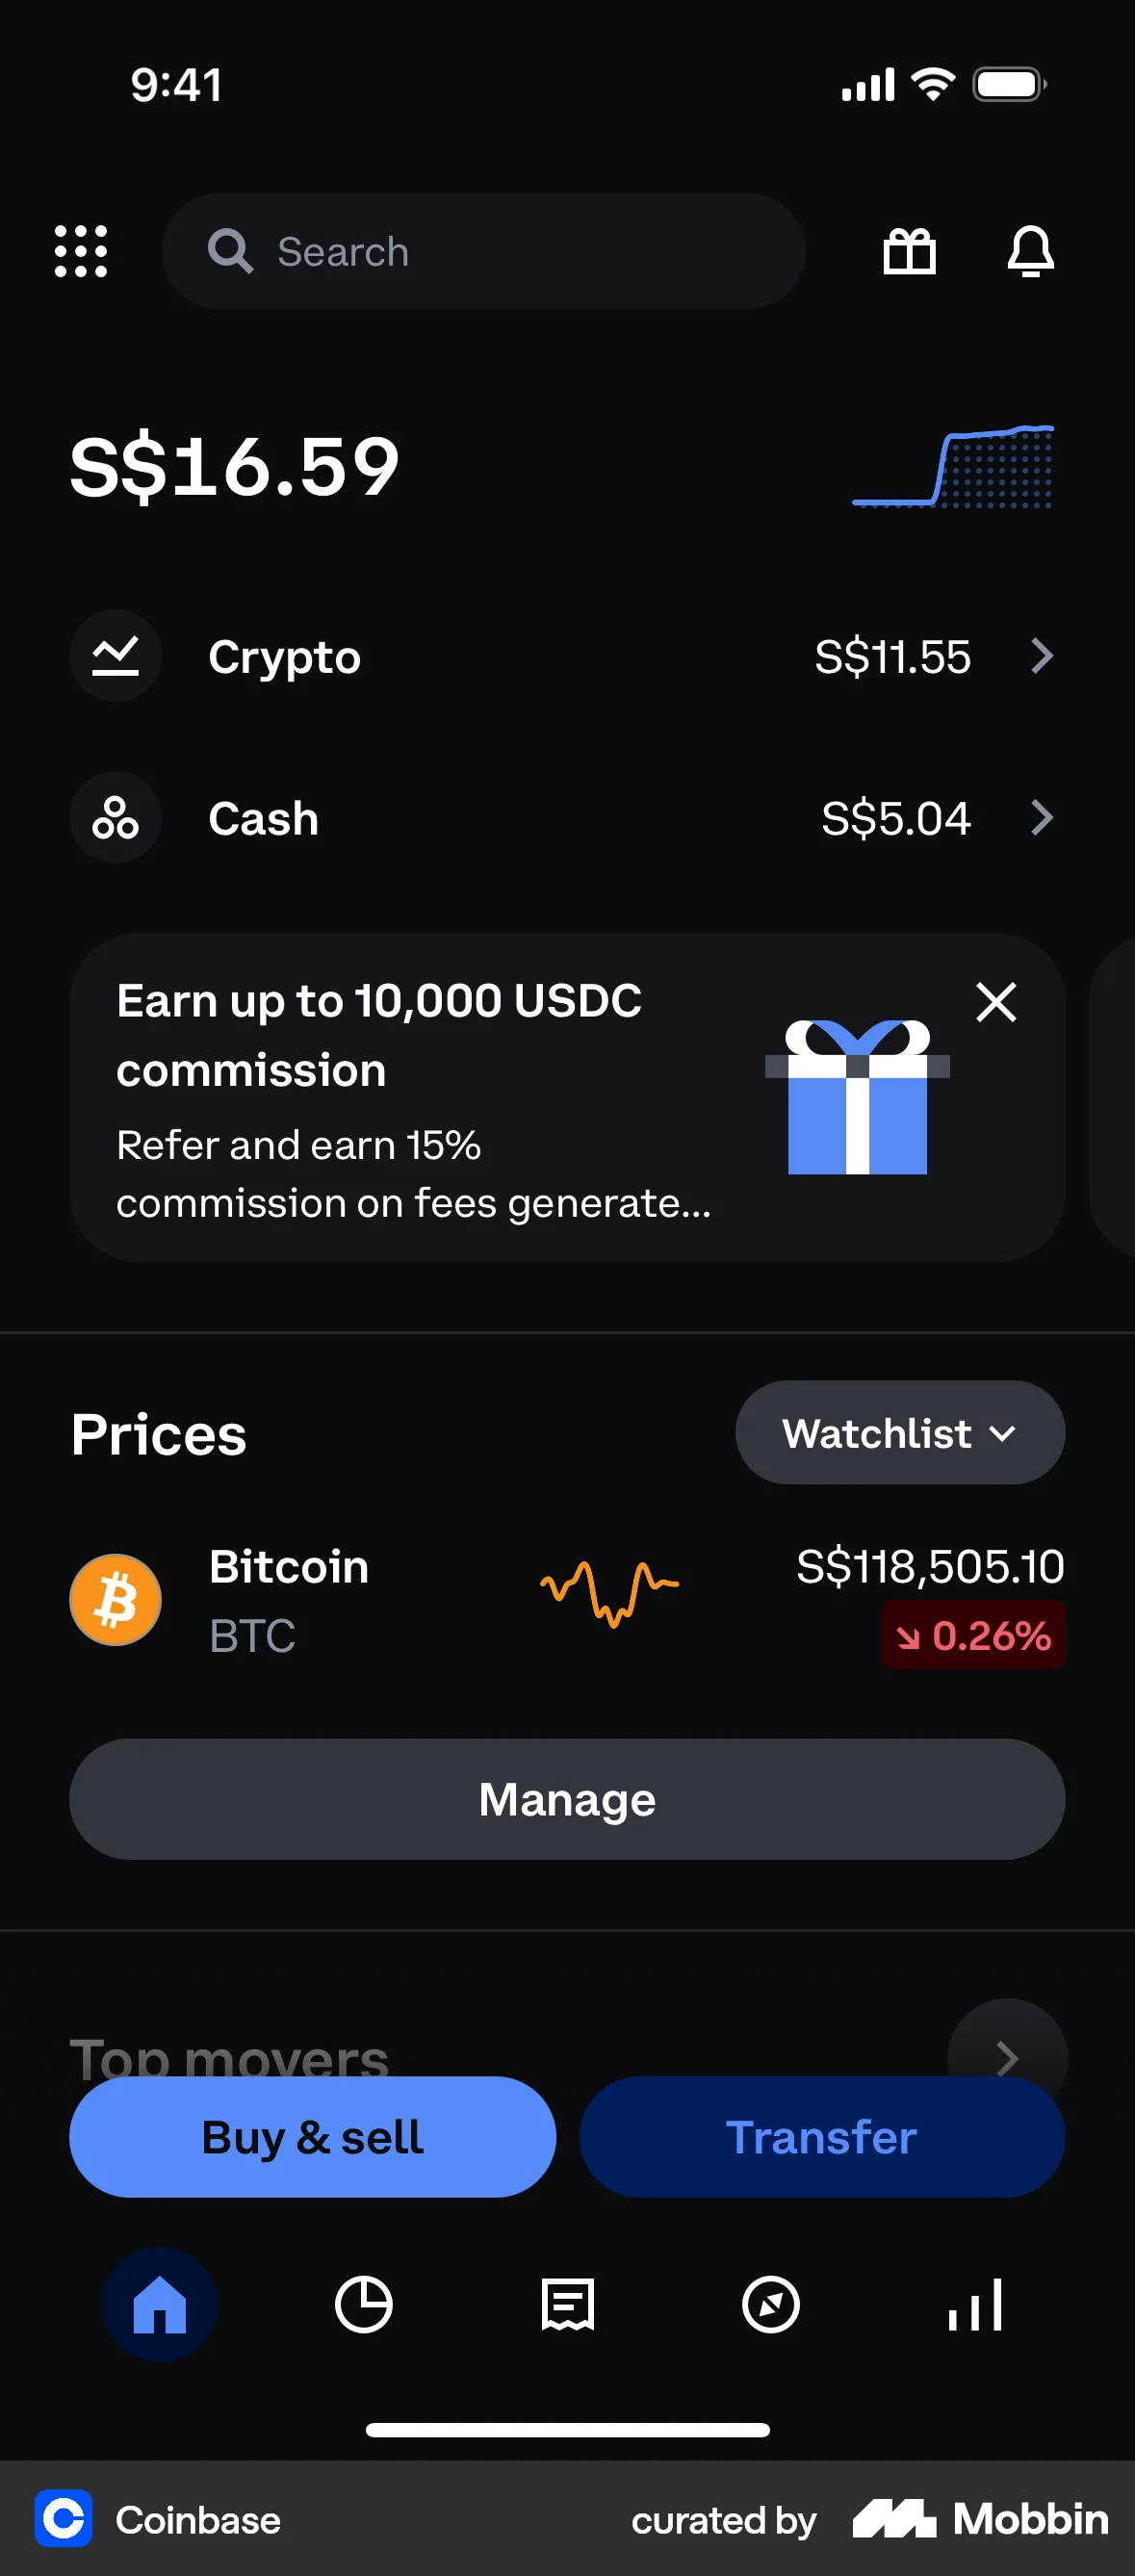 9:41
Search
S$16.59
Crypto
S$11.55
Cash
S$5.04
Earn up to 10,000 USDC
commission
Refer and earn 15%
commission on fees generate...
Prices
Watchlist
Bitcoin
S$118,505.10
BTC
0.26%
Manage
Top movers
Buy & sell
Transfer
Coinbase
curated by
Mobbin